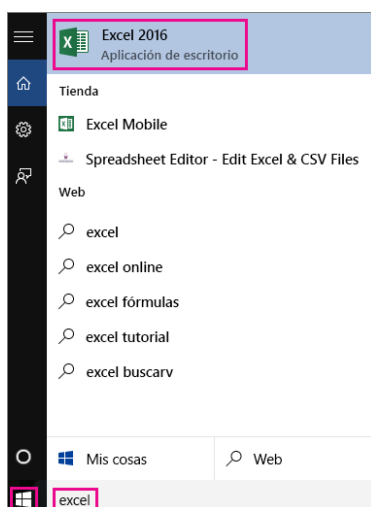 Excel 2016
Aplicación de escritorio
Tienda
Excel Mobile
Spreadsheet Editor - Edit Excel & CSV Files
Web
excel
excel online
excel fórmulas
excel tutorial
excel buscarv
Mis cosas
Web
excel